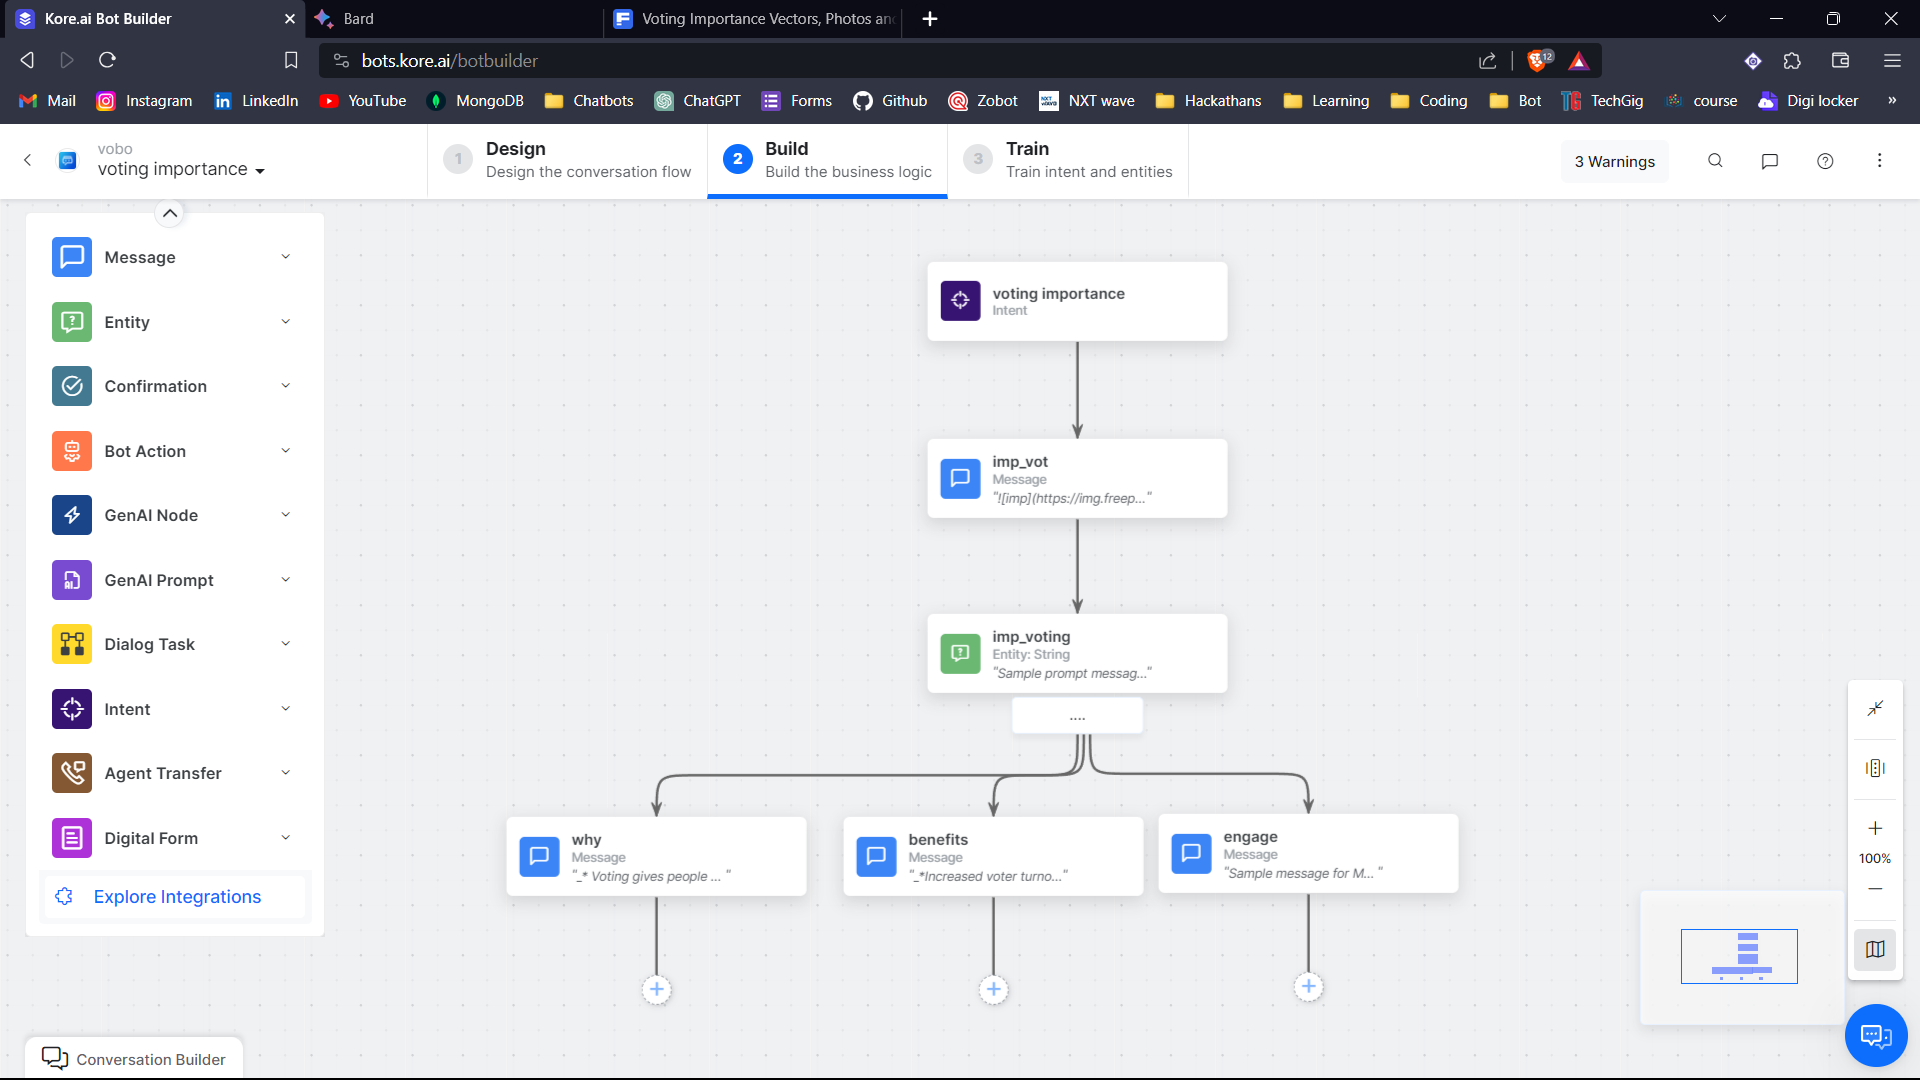 Kore.ai Bot Builder
Bard
Voting Importance Vectors, Photos an
bots.kore.ai/botbuilder
12
Mail
Instagram
LinkedIn
YouTube
MongoDB
Chatbots
ChatGPT
Forms
Github
Zobot
NXT wave
Hackathans
Learning
Coding
Bot
TechGig
course
Digi locker
»
vobo
voting importance
1
Design
Design the conversation flow
2
Build
Build the business logic
3
Train
Train intent and entities
3 Warnings
Message
Entity
Confirmation
Bot Action
GenAI Node
GenAI Prompt
Dialog Task
Intent
Agent Transfer
Digital Form
Explore Integrations
Conversation Builder
voting importance
Intent
imp_vot
Message
"![imp](https://img.freep..."
imp_voting
Entity: String
"Sample prompt messag..."
....
why
Message
"_* Voting gives people ... "
benefits
Message
"_*Increased voter turno..."
engage
Message
"Sample message for M... "
100%